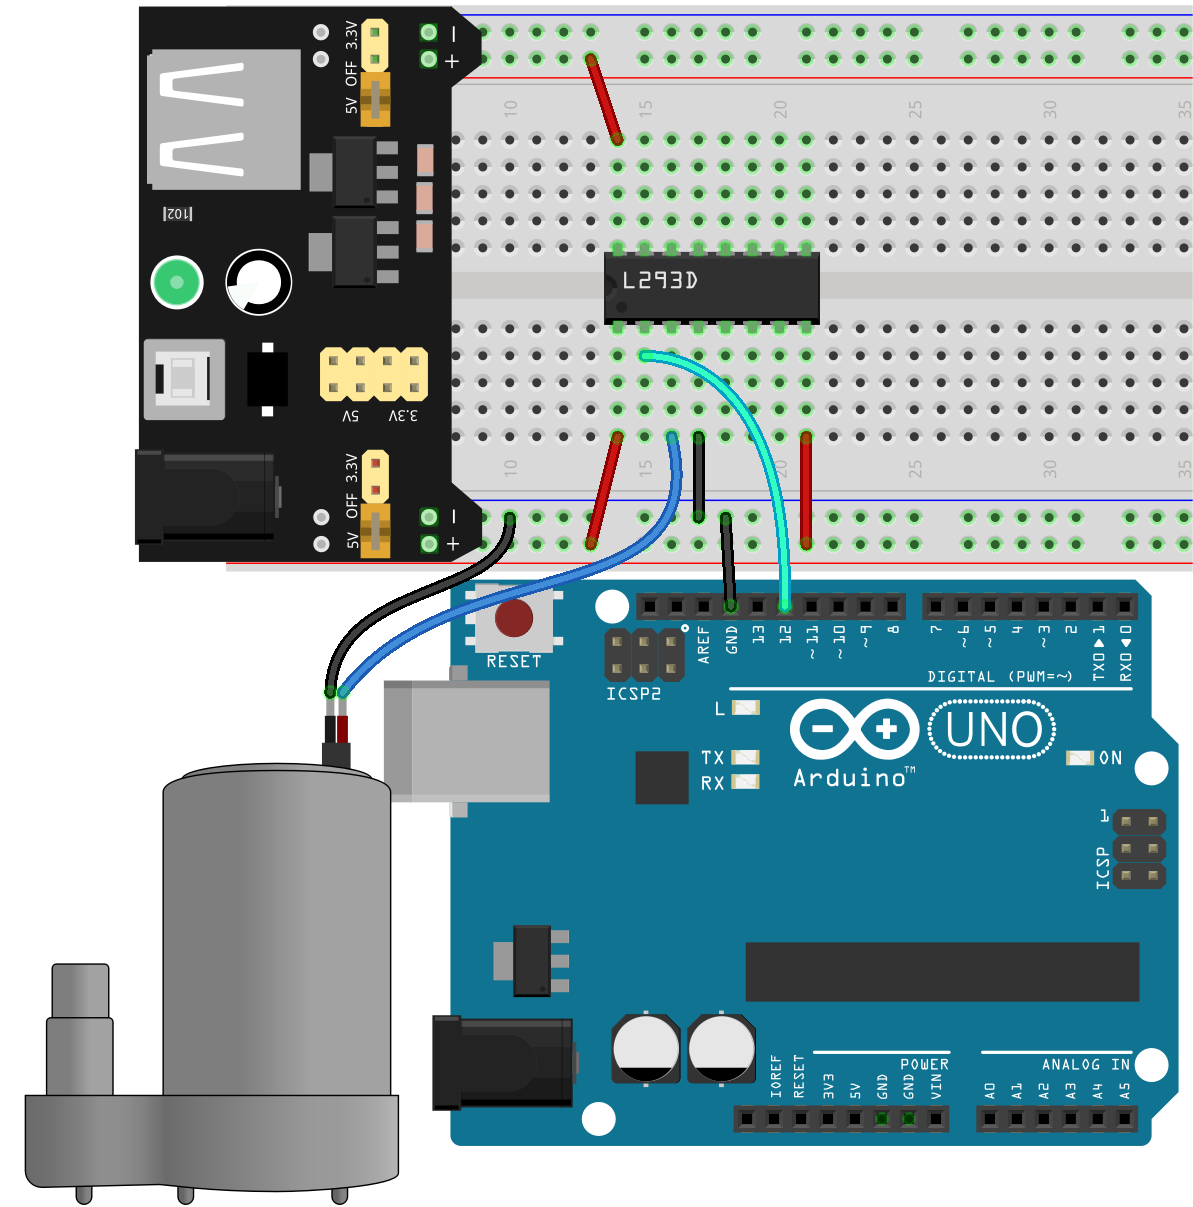 3.3V
OFF
5V
−
+
10
15
20
25
30
35
102
L293D
5V
3.3V
3.3V
OFF
5V
−
+
10
15
20
25
30
35
RESET
ICSP2
AREF
GND
13
12
~11
~10
~9
8
7
~6
~5
4
~3
2
TX0▶1
RX0◀0
DIGITAL (PWM=~)
L
TX
RX
UNO
Arduino™
ON
1
ICSP
IOREF
RESET
3V3
5V
GND
GND
VIN
POWER
A0
A1
A2
A3
A4
A5
ANALOG IN